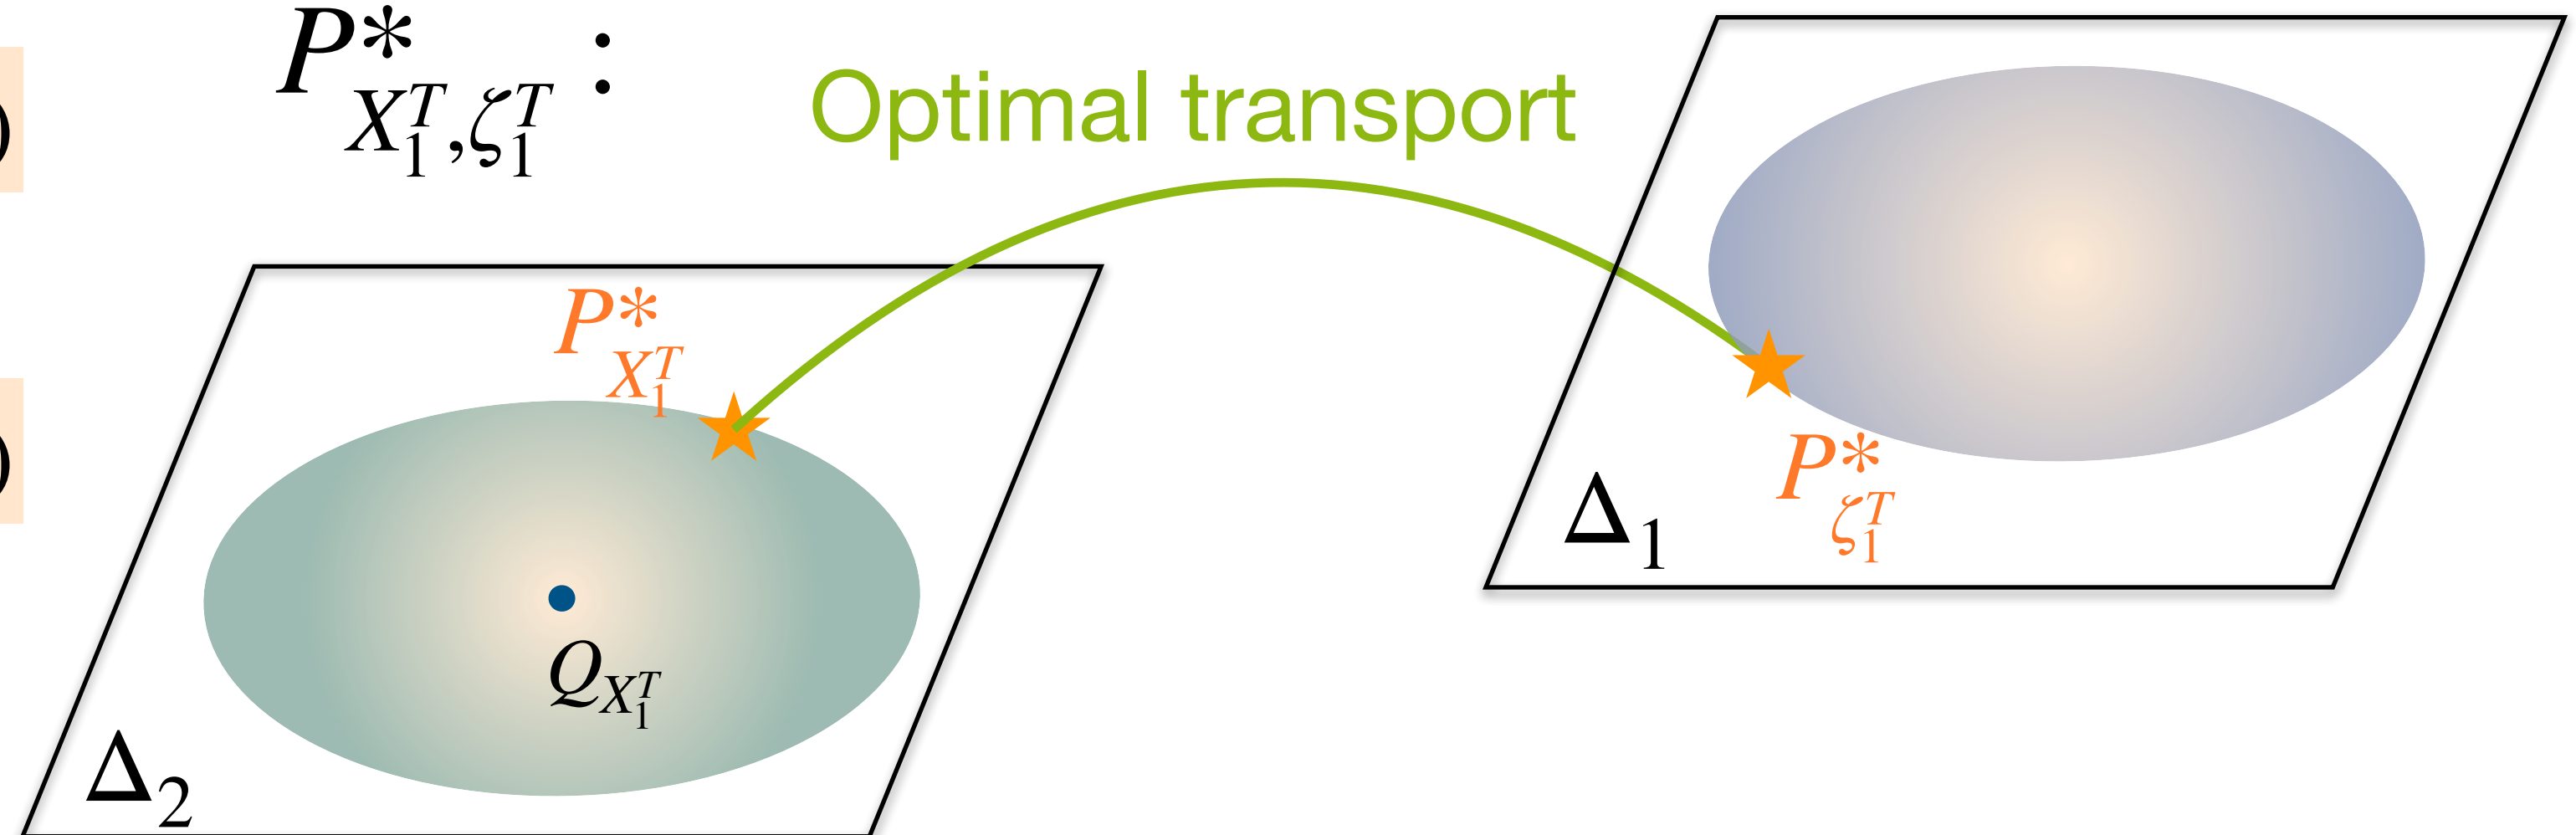 P*_{X_1^T,ζ_1^T} :
Optimal transport
P*_{X_1^T}
Q_{X_1^T}
Δ_2
P*_{ζ_1^T}
Δ_1